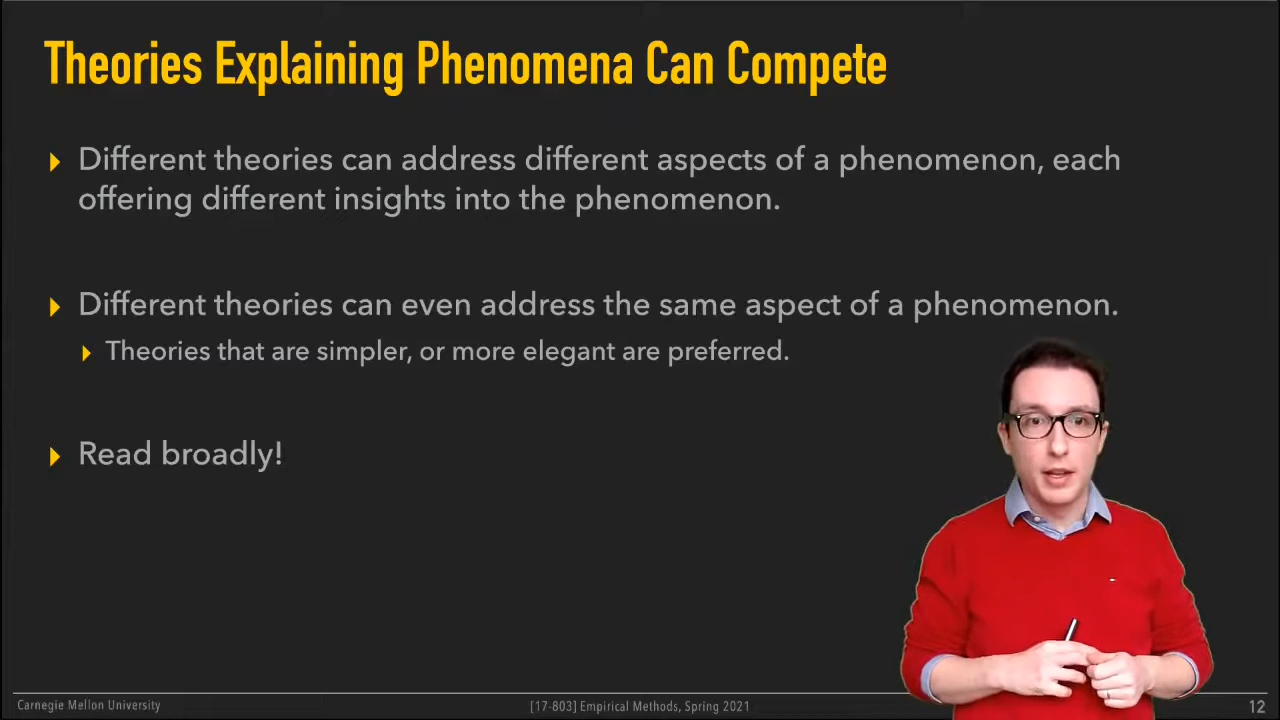 Theories Explaining Phenomena Can Compete
Different theories can address different aspects of a phenomenon, each
offering different insights into the phenomenon.
Different theories can even address the same aspect of a phenomenon.
Theories that are simpler, or more elegant are preferred.
Read broadly!
Carnegie Mellon University
[17-803] Empirical Methods, Spring 2021
12